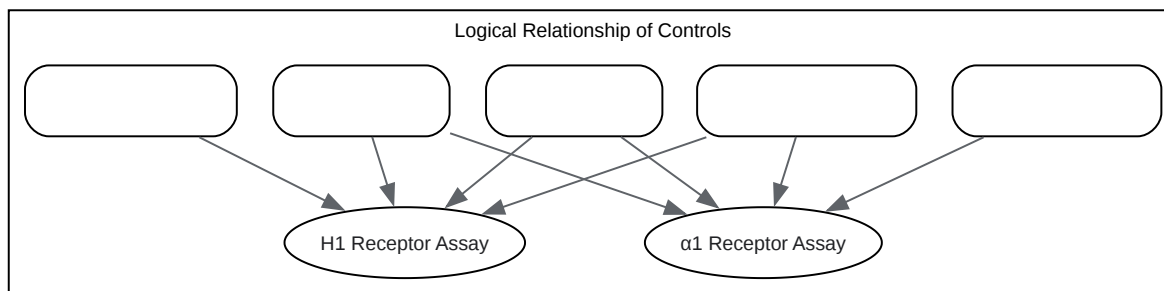 Logical Relationship of Controls
H1 Receptor Assay
α1 Receptor Assay